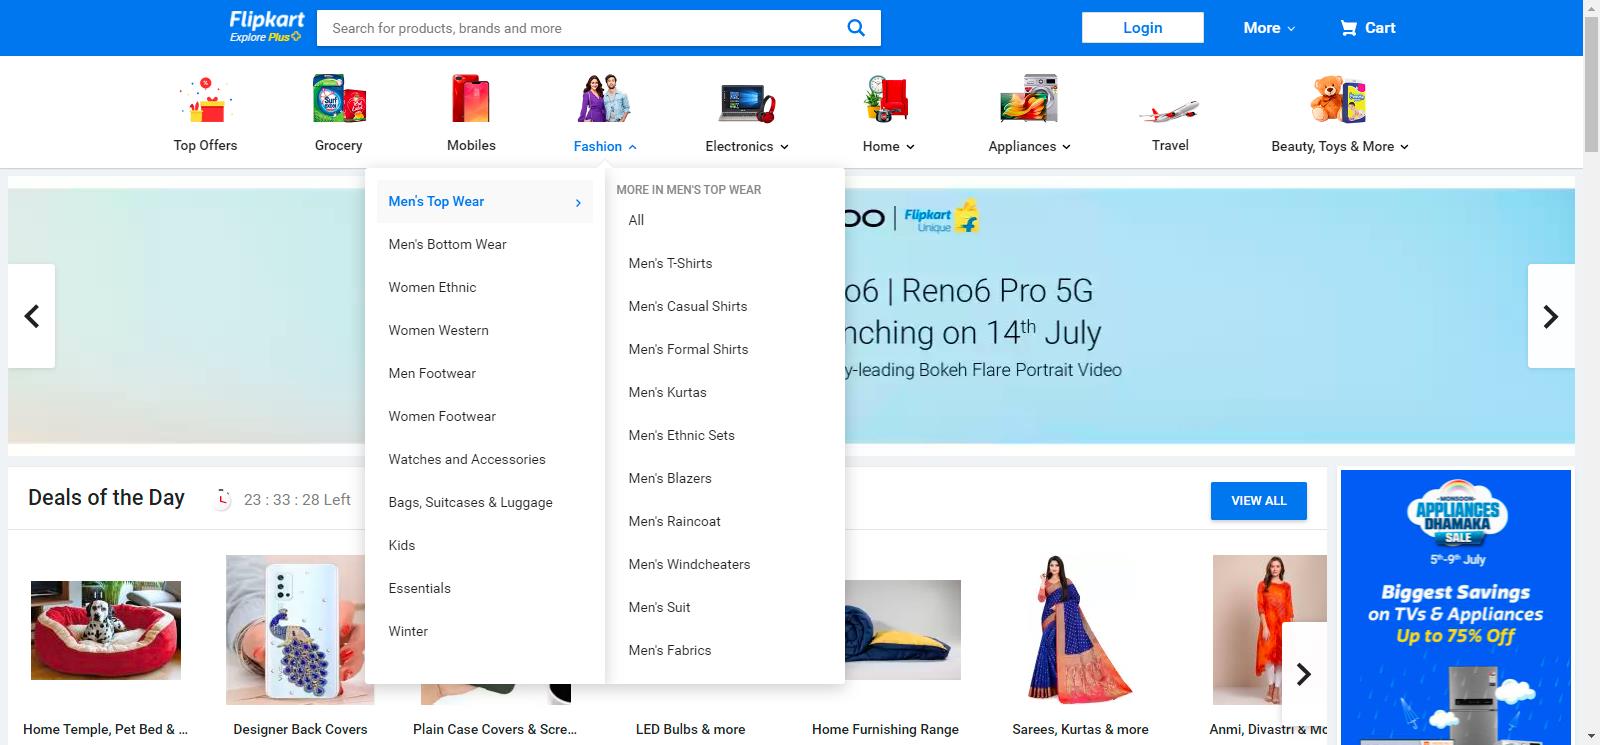 Flipkart
Explore Plus
Search for products, brands and more
Login
More
Cart
Top Offers
Grocery
Mobiles
Fashion
Electronics
Home
Appliances
Travel
Beauty, Toys & More
Men's Top Wear
Men's Bottom Wear
Women Ethnic
Women Western
Men Footwear
Women Footwear
Watches and Accessories
Bags, Suitcases & Luggage
Kids
Essentials
Winter
MORE IN MEN'S TOP WEAR
All
Men's T-Shirts
Men's Casual Shirts
Men's Formal Shirts
Men's Kurtas
Men's Ethnic Sets
Men's Blazers
Men's Raincoat
Men's Windcheaters
Men's Suit
Men's Fabrics
Flipkart
Unique
o6 | Reno6 Pro 5G
nching on 14th July
y-leading Bokeh Flare Portrait Video
Deals of the Day
23 : 33 : 28 Left
VIEW ALL
Home Temple, Pet Bed & ...
Designer Back Covers
Plain Case Covers & Scre...
LED Bulbs & more
Home Furnishing Range
Sarees, Kurtas & more
Anmi, Divastri & Mo
MONSOON
APPLIANCES
DHAMAKA
SALE
5th-9th July
Biggest Savings
on TVs & Appliances
Up to 75% Off